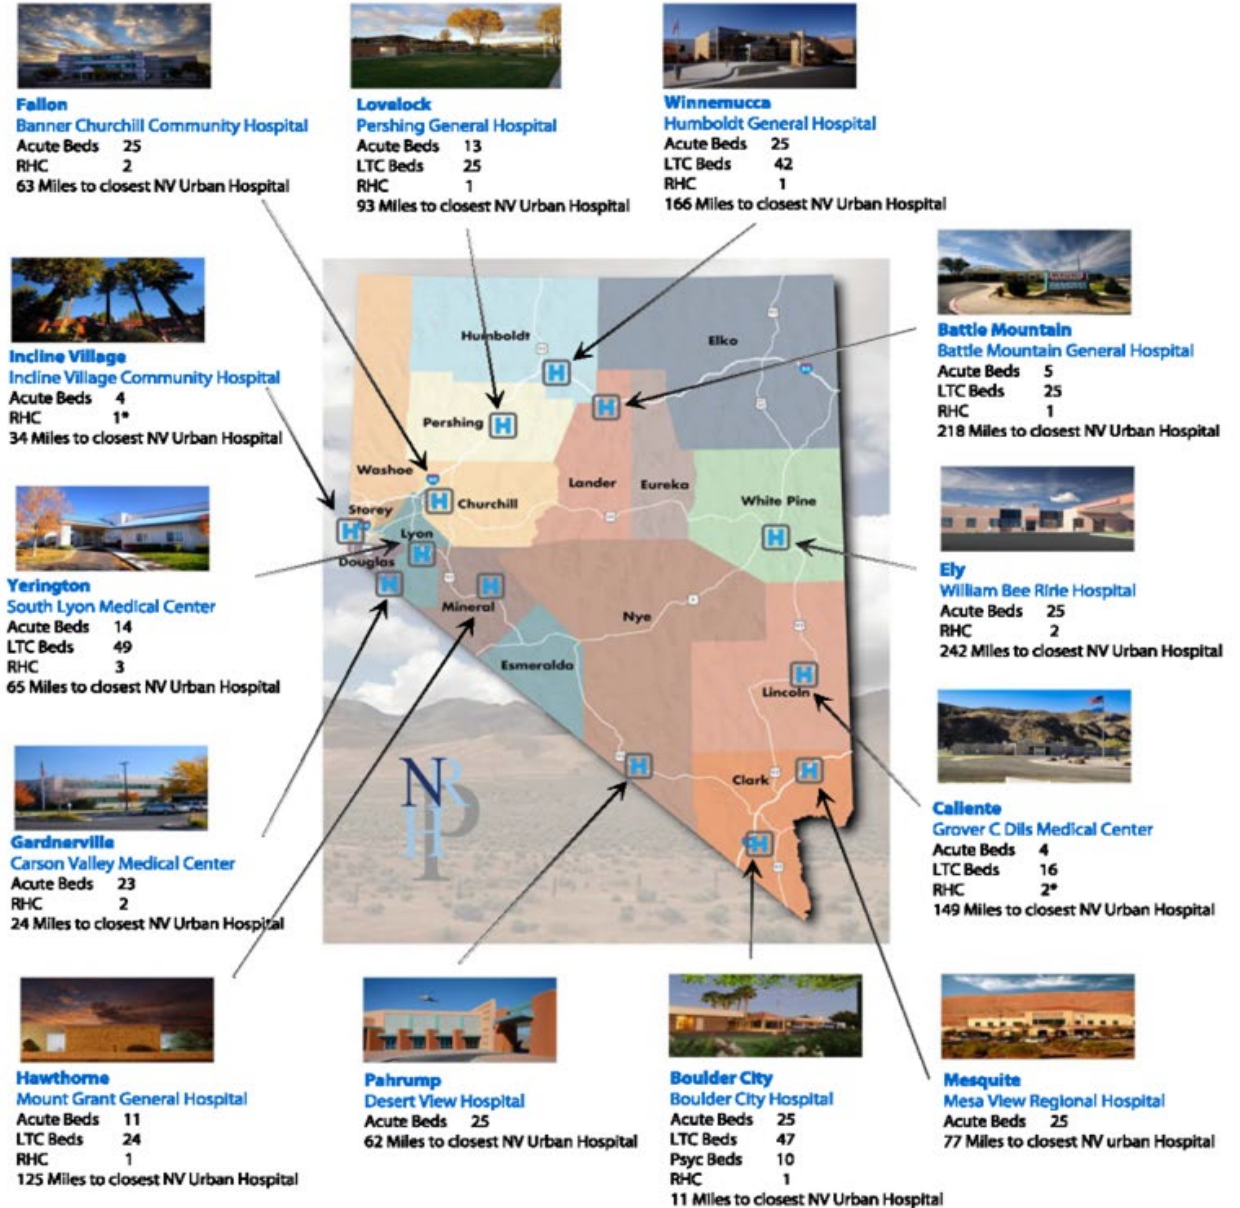 Fallon
Banner Churchill Community Hospital
Acute Beds 25
RHC 2
63 Miles to closest NV Urban Hospital
Lovelock
Pershing General Hospital
Acute Beds 13
LTC Beds 25
RHC 1
93 Miles to closest NV Urban Hospital
Winnemucca
Humboldt General Hospital
Acute Beds 25
LTC Beds 42
RHC 1
166 Miles to closest NV Urban Hospital
Incline Village
Incline Village Community Hospital
Acute Beds 4
RHC 1*
34 Miles to closest NV Urban Hospital
Battle Mountain
Battle Mountain General Hospital
Acute Beds 5
LTC Beds 25
RHC 1
218 Miles to closest NV Urban Hospital
Yerington
South Lyon Medical Center
Acute Beds 14
LTC Beds 49
RHC 3
65 Miles to closest NV Urban Hospital
Ely
William Bee Ririe Hospital
Acute Beds 25
RHC 2
242 Miles to closest NV Urban Hospital
Gardnerville
Carson Valley Medical Center
Acute Beds 23
RHC 2
24 Miles to closest NV Urban Hospital
Caliente
Grover C Dils Medical Center
Acute Beds 4
LTC Beds 16
RHC 2*
149 Miles to closest NV Urban Hospital
Humboldt
Elko
H
H
Pershing
H
Washoe
Lander
Eureka
White Pine
H
Churchill
Storey
H
Lyon
H
H
Douglas
H
H
Mineral
Nye
Esmeralda
H
Lincoln
H
Clark
H
H
NRHP
Hawthorne
Mount Grant General Hospital
Acute Beds 11
LTC Beds 24
RHC 1
125 Miles to closest NV Urban Hospital
Pahrump
Desert View Hospital
Acute Beds 25
62 Miles to closest NV Urban Hospital
Boulder City
Boulder City Hospital
Acute Beds 25
LTC Beds 47
Psyc Beds 10
RHC 1
11 Miles to closest NV Urban Hospital
Mesquite
Mesa View Regional Hospital
Acute Beds 25
77 Miles to closest NV urban Hospital